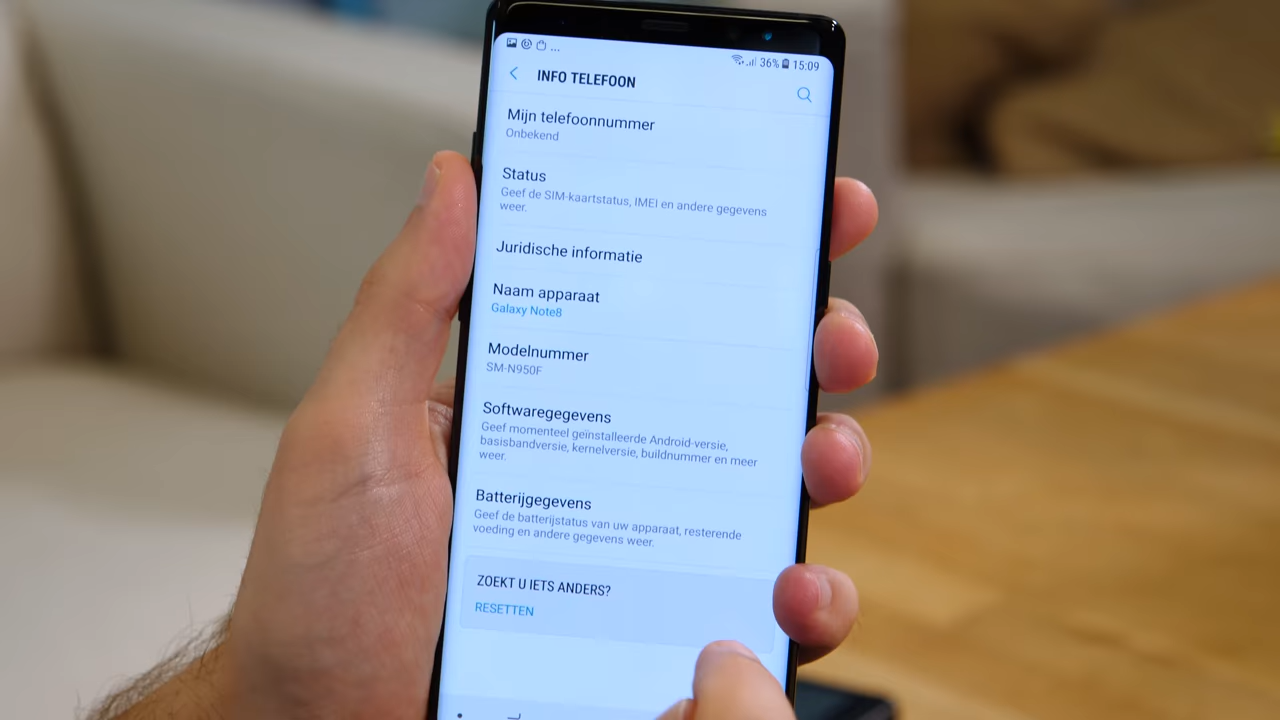 36% 15:09
INFO TELEFOON
Mijn telefoonnummer
Onbekend
Status
Geef de SIM-kaartstatus, IMEI en andere gegevens
weer.
Juridische informatie
Naam apparaat
Galaxy Note8
Modelnummer
SM-N950F
Softwaregegevens
Geef momenteel geïnstalleerde Android-versie,
basisbandversie, kernelversie, buildnummer en meer
weer.
Batterijgegevens
Geef de batterijstatus van uw apparaat, resterende
voeding en andere gegevens weer.
ZOEKT U IETS ANDERS?
RESETTEN